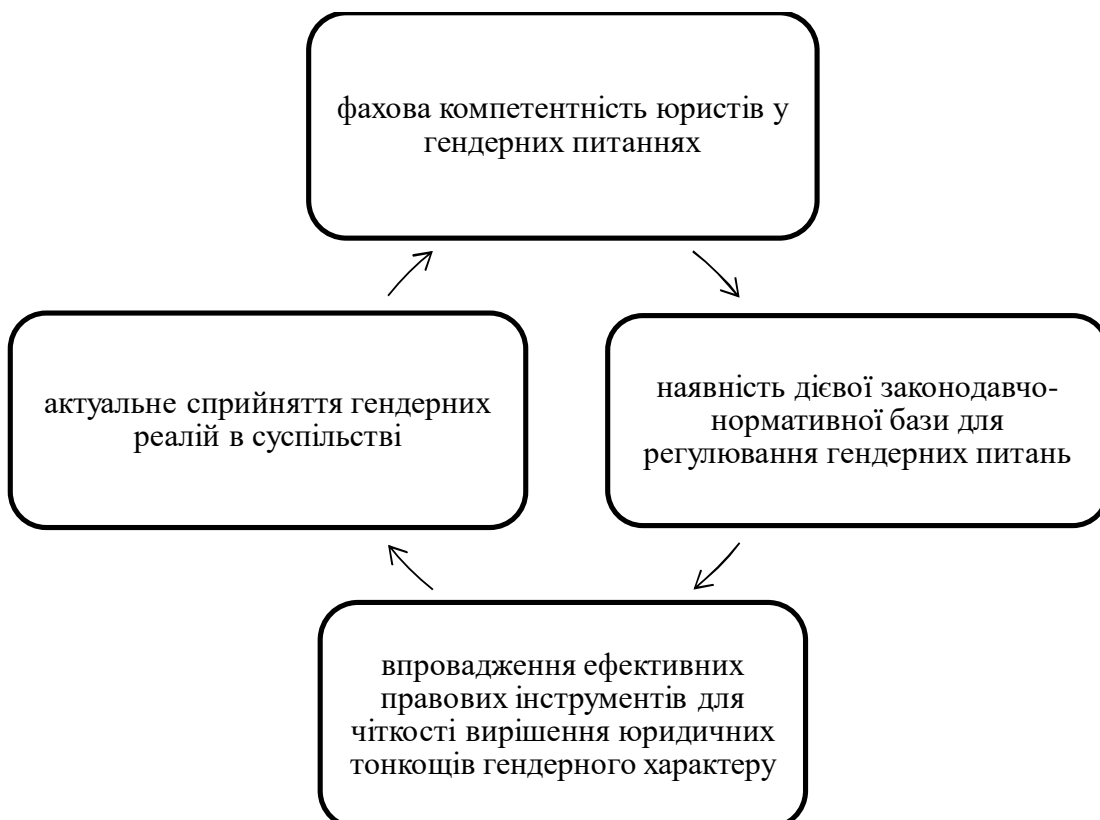 фахова компетентність юристів у
гендерних питаннях
актуальне сприйняття гендерних
реалій в суспільстві
наявність дієвої законодавчо-
нормативної бази для
регулювання гендерних питань
впровадження ефективних
правових інструментів для
чіткості вирішення юридичних
тонкощів гендерного характеру